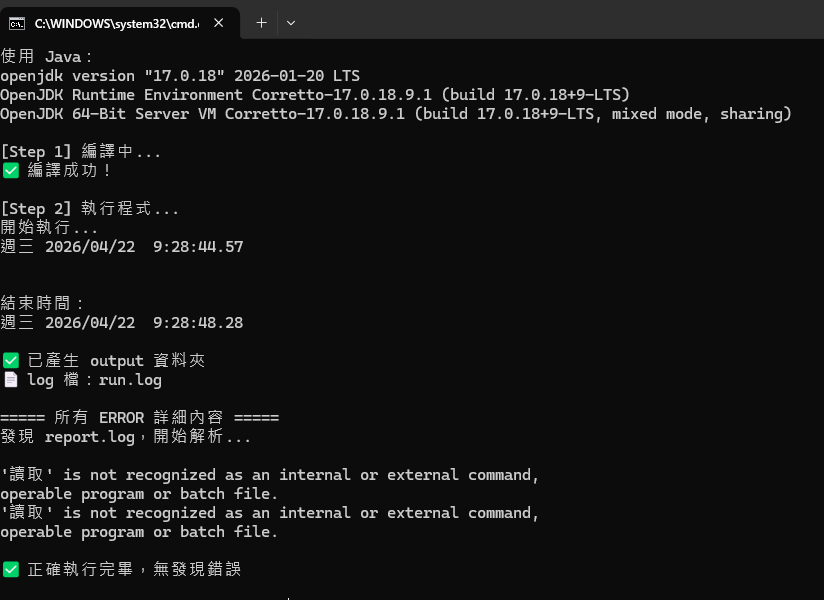 C:\WINDOWS\system32\cmd.
使用 Java：
openjdk version "17.0.18" 2026-01-20 LTS
OpenJDK Runtime Environment Corretto-17.0.18.9.1 (build 17.0.18+9-LTS)
OpenJDK 64-Bit Server VM Corretto-17.0.18.9.1 (build 17.0.18+9-LTS, mixed mode, sharing)
[Step 1] 編譯中...
✅ 編譯成功！
[Step 2] 執行程式...
開始執行...
週三 2026/04/22  9:28:44.57
結束時間：
週三 2026/04/22  9:28:48.28
✅ 已產生 output 資料夾
📄 log 檔：run.log
===== 所有 ERROR 詳細內容 =====
發現 report.log，開始解析...
'讀取' is not recognized as an internal or external command,
operable program or batch file.
'讀取' is not recognized as an internal or external command,
operable program or batch file.
✅ 正確執行完畢，無發現錯誤